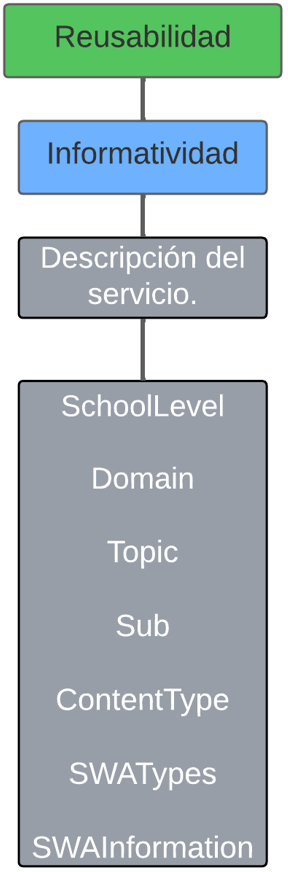 Reusabilidad
Informatividad
Descripción del
servicio.
SchoolLevel
Domain
Topic
Sub
ContentType
SWATypes
SWAInformation